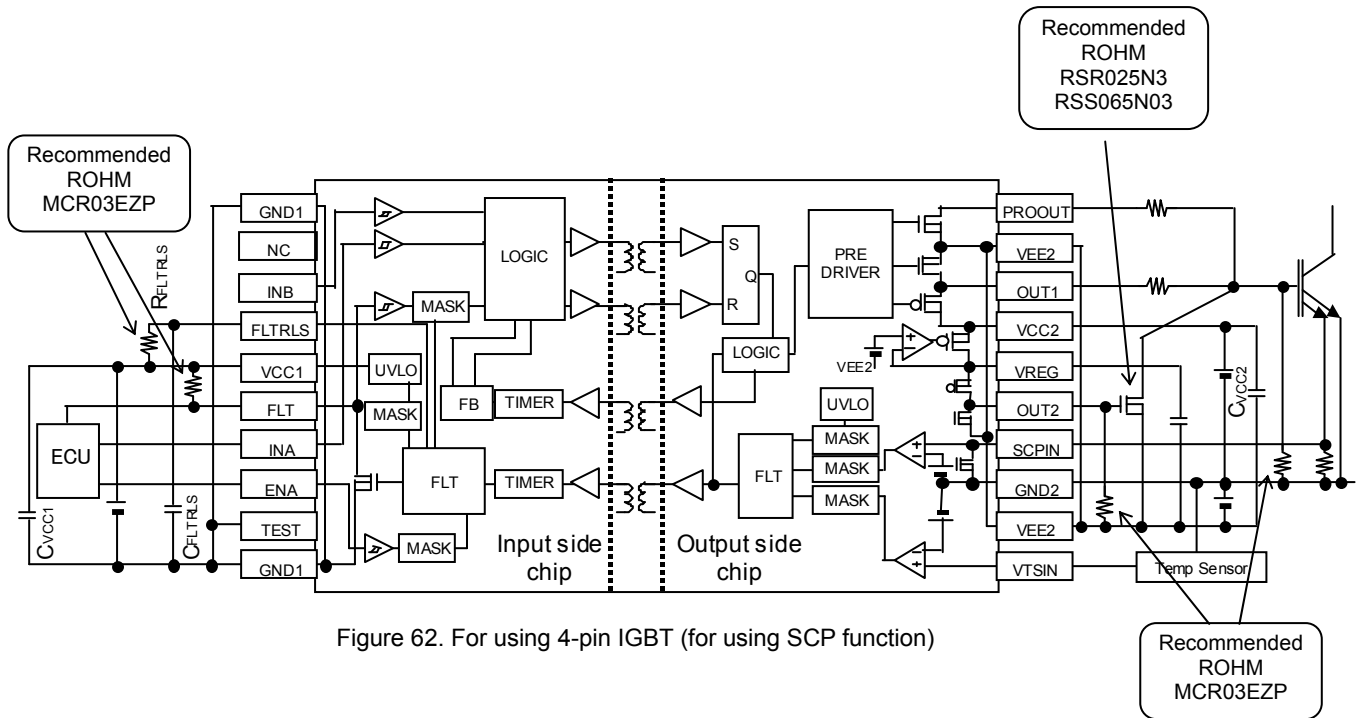 Recommended
ROHM
RSR025N3
RSS065N03
Recommended
ROHM
MCR03EZP
RFLTRLS
CVCC1
CFLTRLS
ECU
GND1
NC
INB
FLTRLS
VCC1
FLT
INA
ENA
TEST
GND1
LOGIC
MASK
UVLO
MASK
FB
TIMER
FLT
TIMER
MASK
Input side
chip
Output side
chip
S
Q
R
PRE
DRIVER
LOGIC
VEE2
UVLO
MASK
MASK
MASK
FLT
+
−
+
−
+
−
PROOUT
VEE2
OUT1
VCC2
VREG
OUT2
SCPIN
GND2
VEE2
VTSIN
CVCC2
Temp Sensor
Recommended
ROHM
MCR03EZP
Figure 62. For using 4-pin IGBT (for using SCP function)